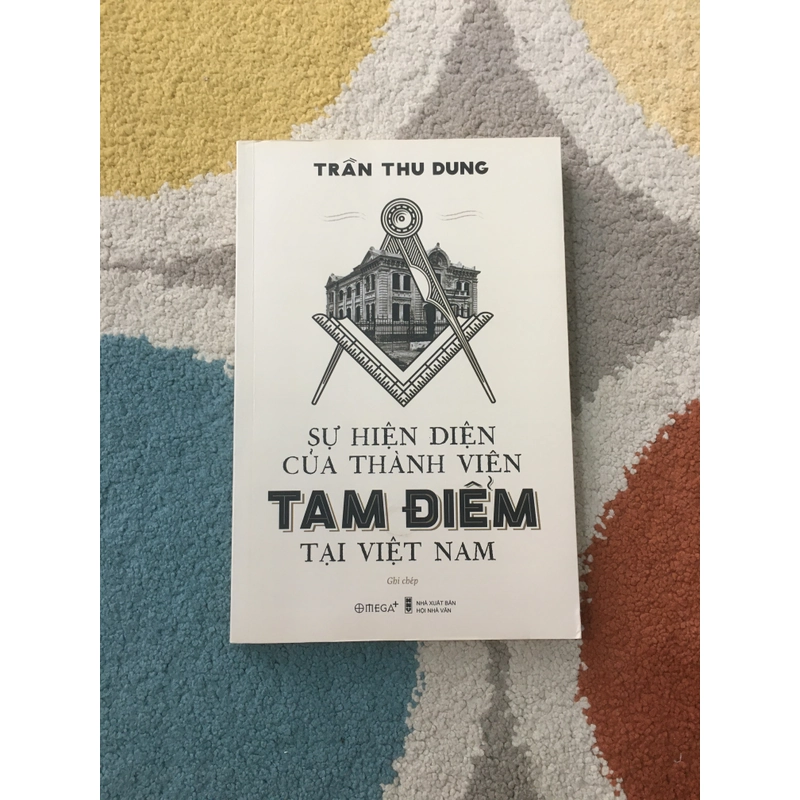 TRẦN THU DUNG
SỰ HIỆN DIỆN
CỦA THÀNH VIÊN
TAM ĐIỂM
TẠI VIỆT NAM
Ghi chép
OMEGA+
NHÀ XUẤT BẢN
HỘI NHÀ VĂN